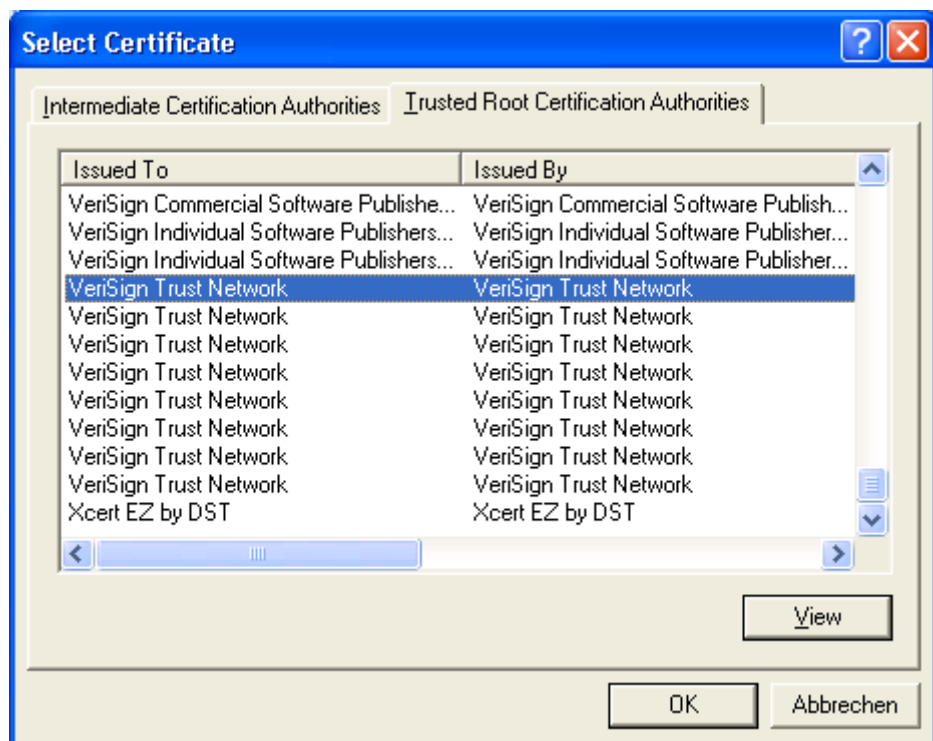 Select Certificate
Intermediate Certification Authorities Trusted Root Certification Authorities
Issued To Issued By
VeriSign Commercial Software Publishe... VeriSign Commercial Software Publish...
VeriSign Individual Software Publishers... VeriSign Individual Software Publisher...
VeriSign Individual Software Publishers... VeriSign Individual Software Publisher...
VeriSign Trust Network VeriSign Trust Network
VeriSign Trust Network VeriSign Trust Network
VeriSign Trust Network VeriSign Trust Network
VeriSign Trust Network VeriSign Trust Network
VeriSign Trust Network VeriSign Trust Network
VeriSign Trust Network VeriSign Trust Network
VeriSign Trust Network VeriSign Trust Network
VeriSign Trust Network VeriSign Trust Network
Xcert EZ by DST Xcert EZ by DST
View
OK Abbrechen